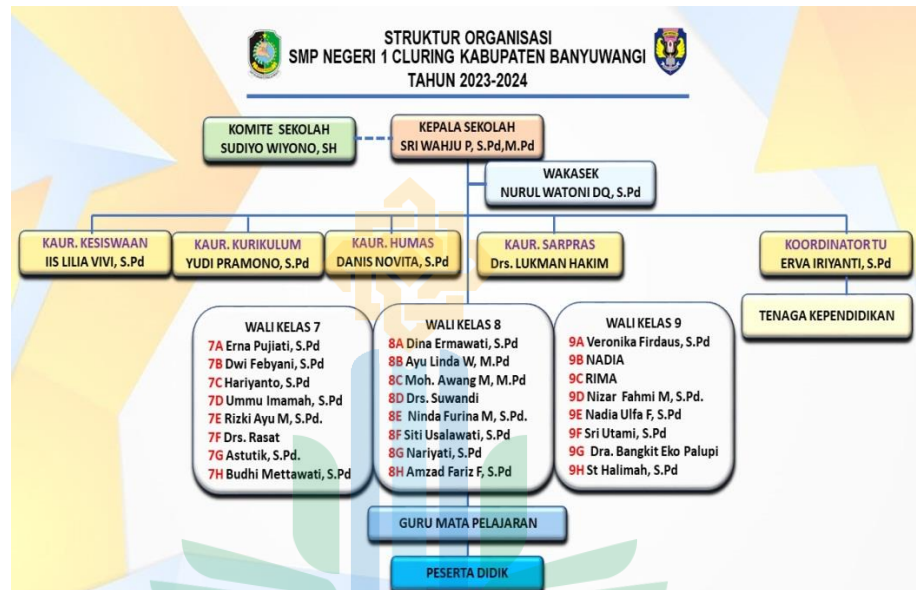 STRUKTUR ORGANISASI
SMP NEGERI 1 CLURING KABUPATEN BANYUWANGI
TAHUN 2023-2024
KOMITE SEKOLAH
SUDIYO WIYONO, SH
KEPALA SEKOLAH
SRI WAHJU P, S.Pd,M.Pd
WAKASEK
NURUL WATONI DQ, S.Pd
KAUR. KESISWAAN
IIS LILIA VIVI, S.Pd
KAUR. KURIKULUM
YUDI PRAMONO, S.Pd
KAUR. HUMAS
DANIS NOVITA, S.Pd
KAUR. SARPRAS
Drs. LUKMAN HAKIM
KOORDINATOR TU
ERVA IRIYANTI, S.Pd
TENAGA KEPENDIDIKAN
WALI KELAS 7
7A Erna Pujiati, S.Pd
7B Dwi Febyani, S.Pd
7C Hariyanto, S.Pd
7D Ummu Imamah, S.Pd
7E Rizki Ayu M, S.Pd.
7F Drs. Rasat
7G Astutik, S.Pd.
7H Budhi Mettawati, S.Pd
WALI KELAS 8
8A Dina Ermawati, S.Pd
8B Ayu Linda W, M.Pd
8C Moh. Awang M, M.Pd
8D Drs. Suwandi
8E Ninda Furina M, S.Pd.
8F Siti Usalawati, S.Pd
8G Nariyati, S.Pd
8H Amzad Fariz F, S.Pd
WALI KELAS 9
9A Veronika Firdaus, S.Pd
9B NADIA
9C RIMA
9D Nizar Fahmi M, S.Pd.
9E Nadia Ulfa F, S.Pd
9F Sri Utami, S.Pd
9G Dra. Bangkit Eko Palupi
9H St Halimah, S.Pd
GURU MATA PELAJARAN
PESERTA DIDIK